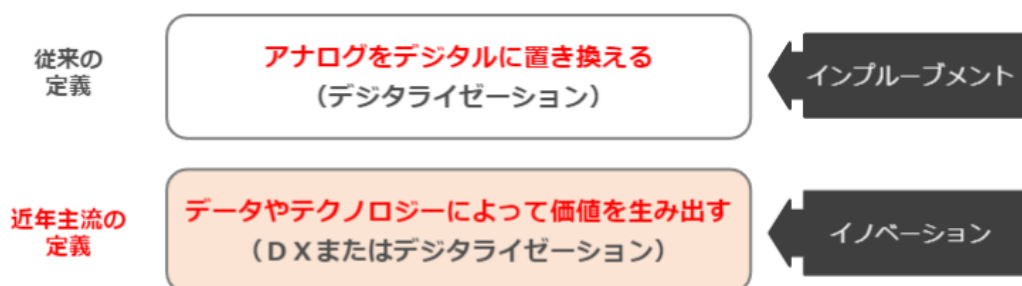 従来の
定義
アナログをデジタルに置き換える
(デジタライゼーション)
インプルーブメント
近年主流の
定義
データやテクノロジーによって価値を生み出す
(DXまたはデジタライゼーション)
イノベーション